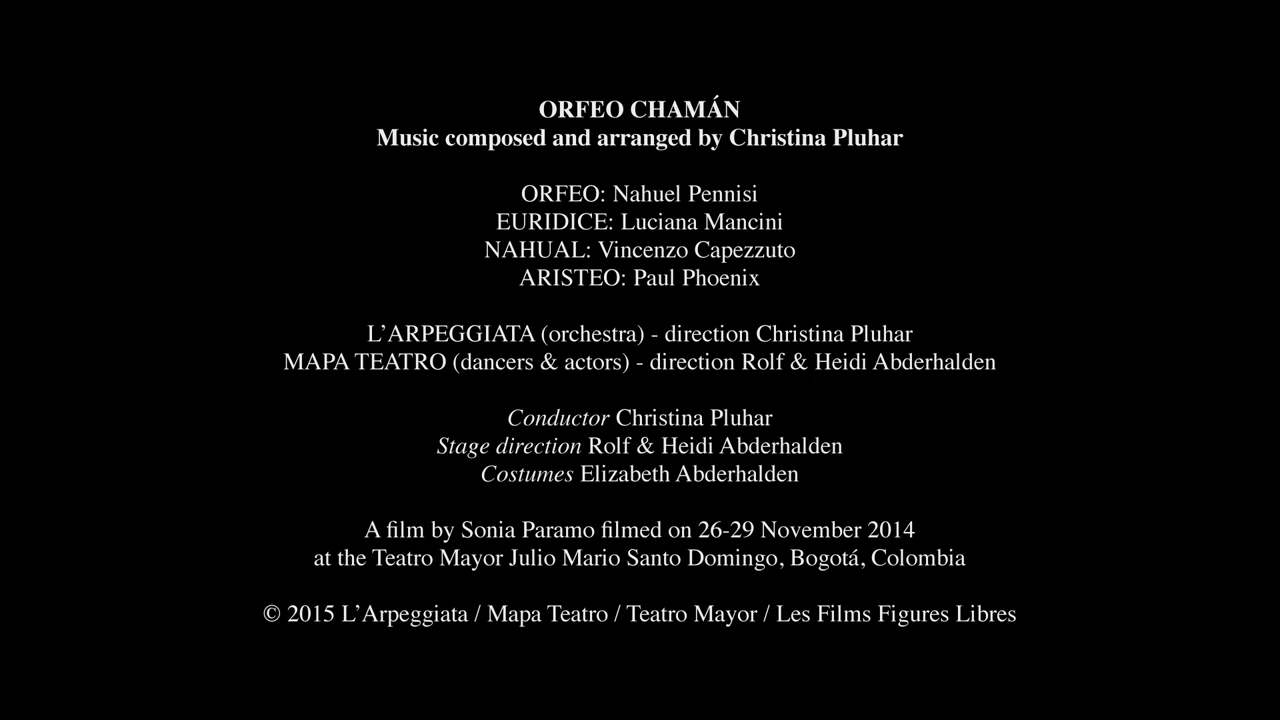 ORFEO CHAMÁN
Music composed and arranged by Christina Pluhar
ORFEO: Nahuel Pennisi
EURIDICE: Luciana Mancini
NAHUAL: Vincenzo Capezzuto
ARISTEO: Paul Phoenix
L’ARPEGGIATA (orchestra) - direction Christina Pluhar
MAPA TEATRO (dancers & actors) - direction Rolf & Heidi Abderhalden
Conductor Christina Pluhar
Stage direction Rolf & Heidi Abderhalden
Costumes Elizabeth Abderhalden
A film by Sonia Paramo filmed on 26-29 November 2014
at the Teatro Mayor Julio Mario Santo Domingo, Bogotá, Colombia
© 2015 L’Arpeggiata / Mapa Teatro / Teatro Mayor / Les Films Figures Libres